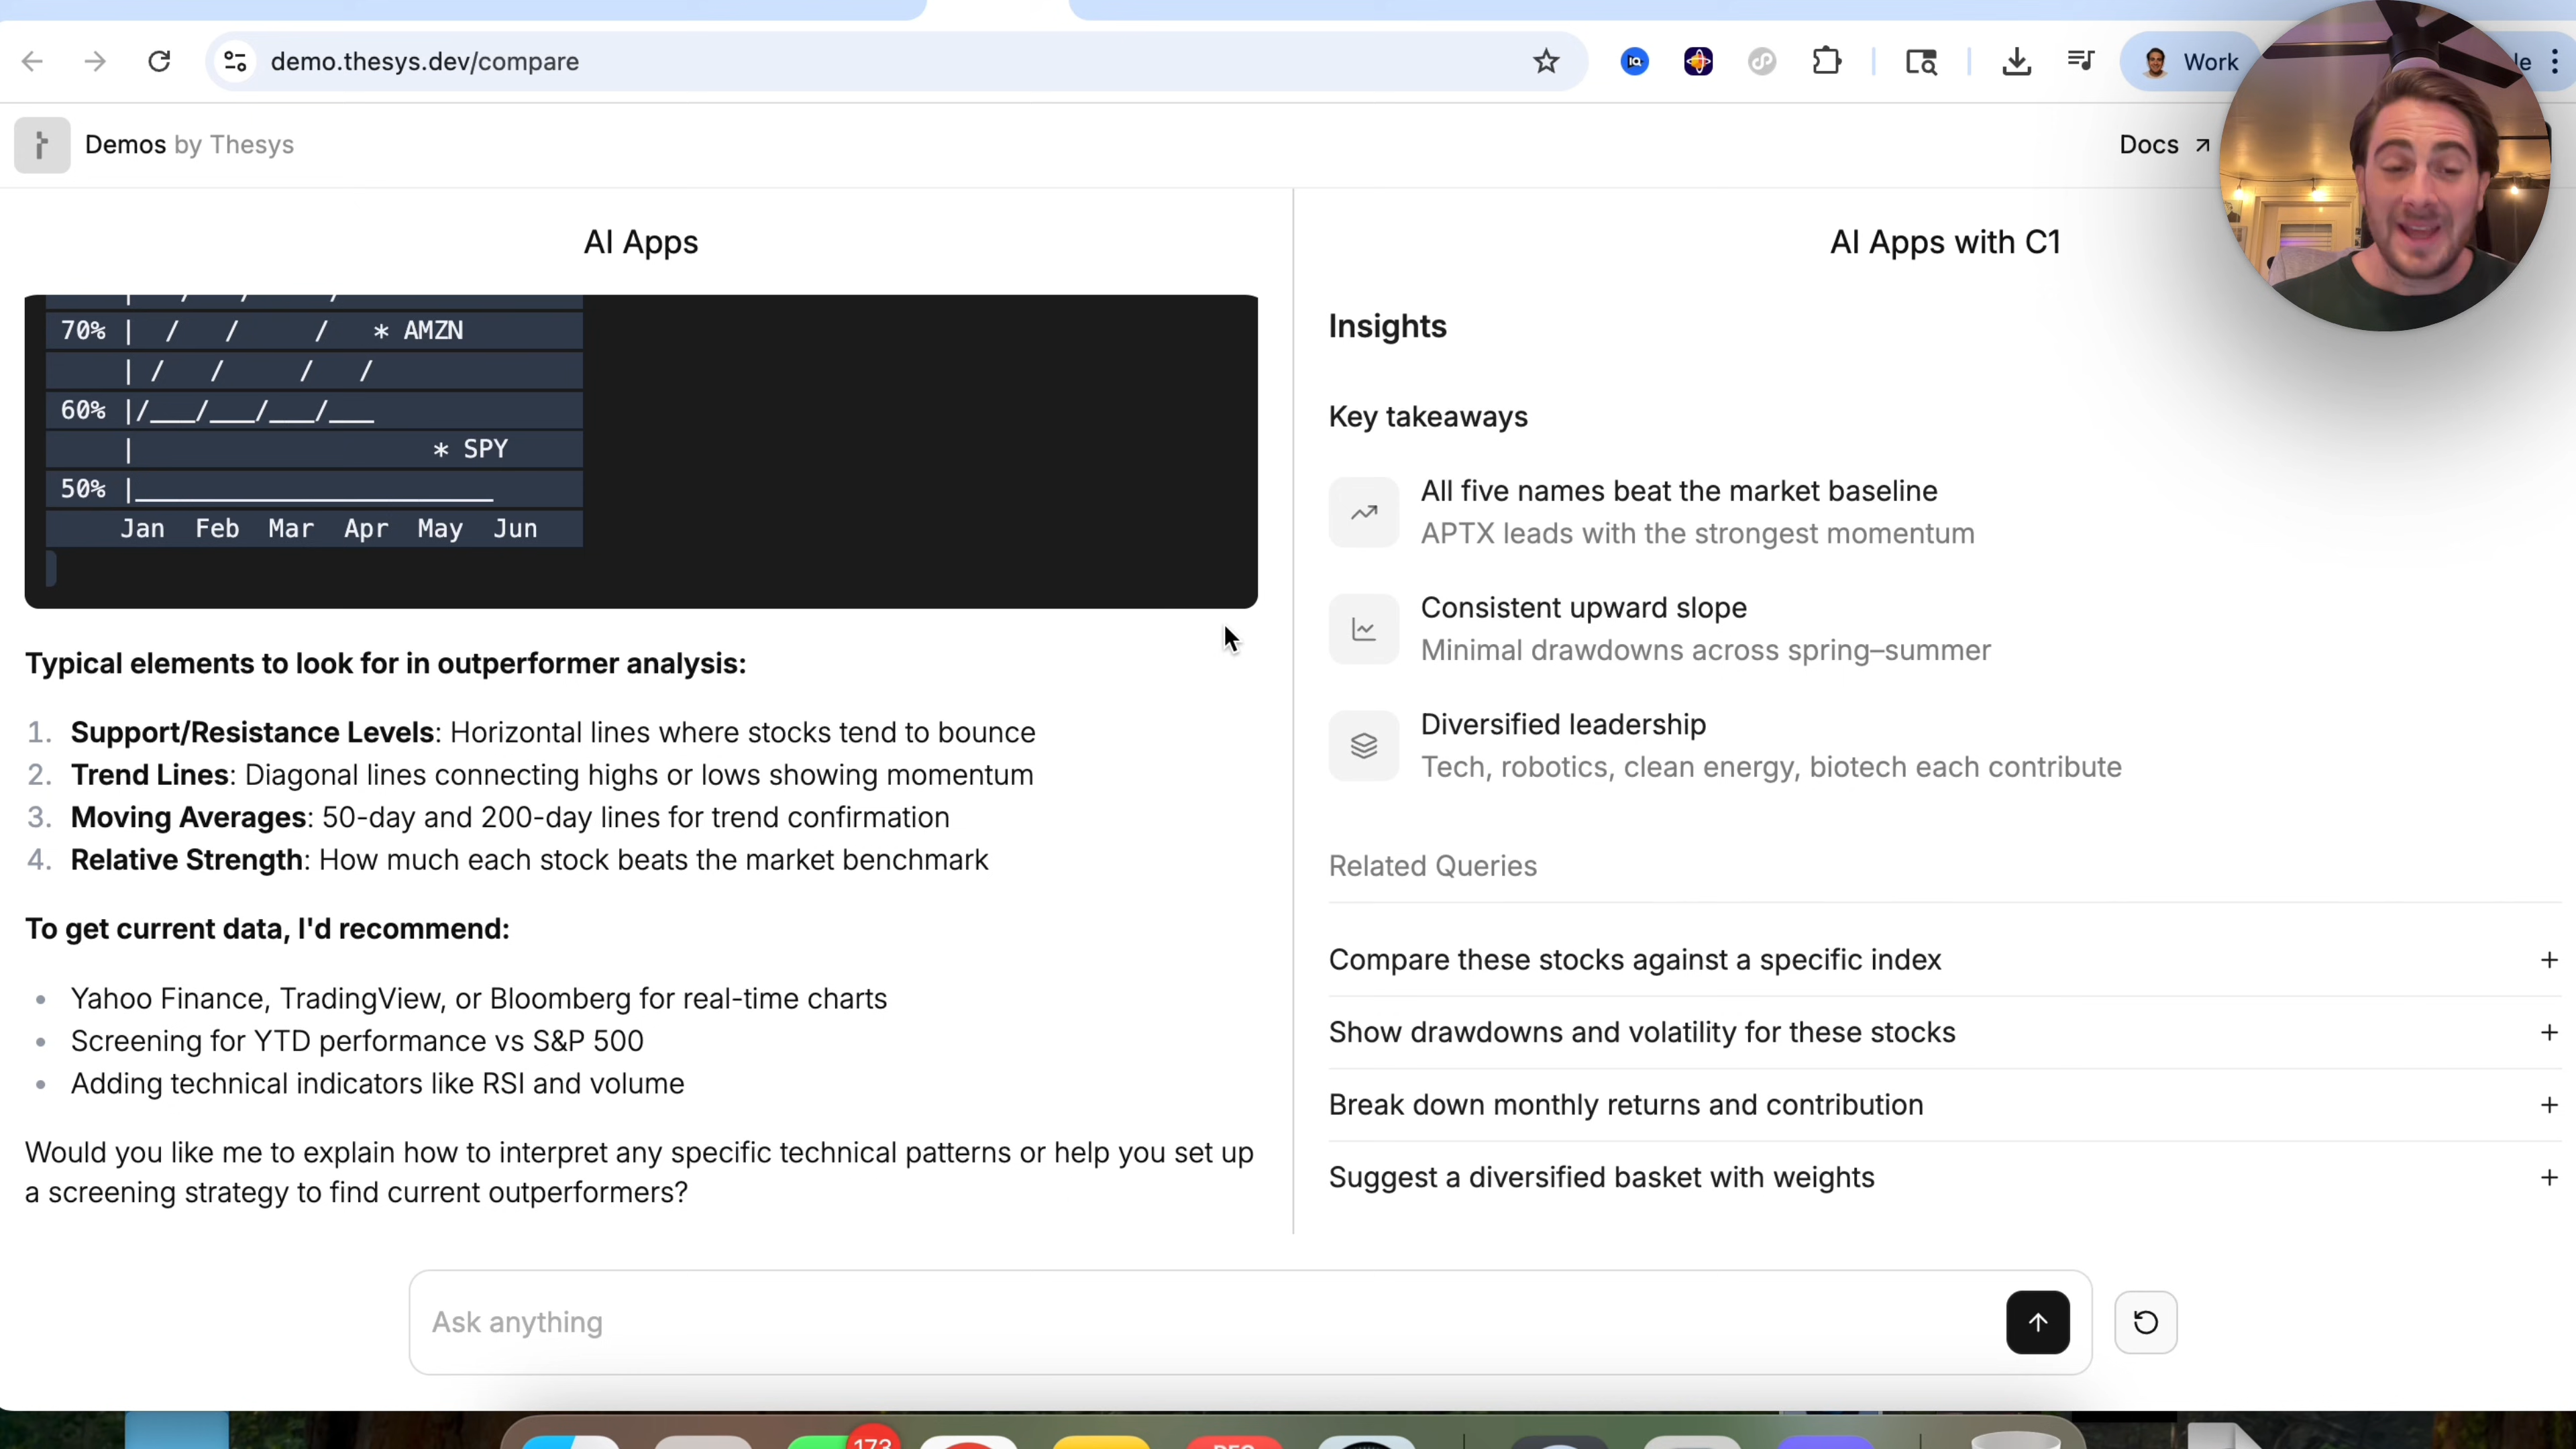 demo.thesys.dev/compare
Work
le
Demos by Thesys
Docs
AI Apps
70% | / / / * AMZN
| / / / /
60% |/___/___/___/___
| * SPY
50% |________________________
Jan Feb Mar Apr May Jun
Typical elements to look for in outperformer analysis:
1. Support/Resistance Levels: Horizontal lines where stocks tend to bounce
2. Trend Lines: Diagonal lines connecting highs or lows showing momentum
3. Moving Averages: 50-day and 200-day lines for trend confirmation
4. Relative Strength: How much each stock beats the market benchmark
To get current data, I'd recommend:
• Yahoo Finance, TradingView, or Bloomberg for real-time charts
• Screening for YTD performance vs S&P 500
• Adding technical indicators like RSI and volume
Would you like me to explain how to interpret any specific technical patterns or help you set up
a screening strategy to find current outperformers?
AI Apps with C1
Insights
Key takeaways
All five names beat the market baseline
APTX leads with the strongest momentum
Consistent upward slope
Minimal drawdowns across spring–summer
Diversified leadership
Tech, robotics, clean energy, biotech each contribute
Related Queries
Compare these stocks against a specific index
Show drawdowns and volatility for these stocks
Break down monthly returns and contribution
Suggest a diversified basket with weights
Ask anything
173
DEC